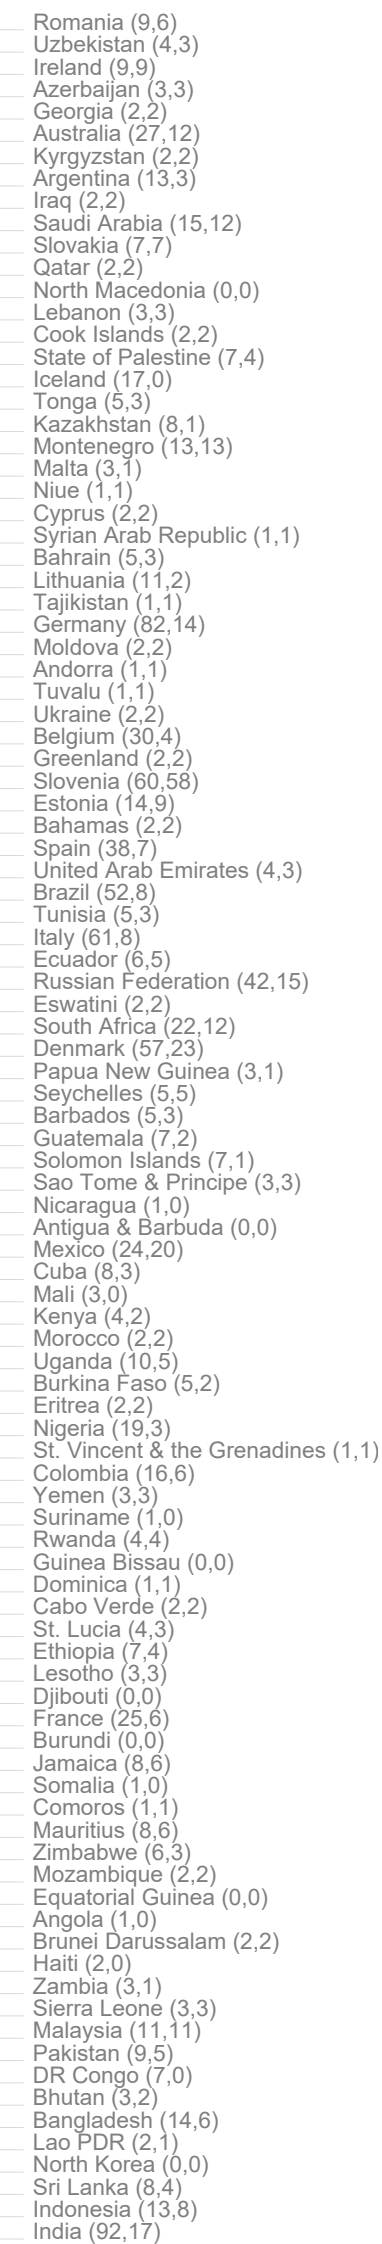 Romania (9,6)
Uzbekistan (4,3)
Ireland (9,9)
Azerbaijan (3,3)
Georgia (2,2)
Australia (27,12)
Kyrgyzstan (2,2)
Argentina (13,3)
Iraq (2,2)
Saudi Arabia (15,12)
Slovakia (7,7)
Qatar (2,2)
North Macedonia (0,0)
Lebanon (3,3)
Cook Islands (2,2)
State of Palestine (7,4)
Iceland (17,0)
Tonga (5,3)
Kazakhstan (8,1)
Montenegro (13,13)
Malta (3,1)
Niue (1,1)
Cyprus (2,2)
Syrian Arab Republic (1,1)
Bahrain (5,3)
Lithuania (11,2)
Tajikistan (1,1)
Germany (82,14)
Moldova (2,2)
Andorra (1,1)
Tuvalu (1,1)
Ukraine (2,2)
Belgium (30,4)
Greenland (2,2)
Slovenia (60,58)
Estonia (14,9)
Bahamas (2,2)
Spain (38,7)
United Arab Emirates (4,3)
Brazil (52,8)
Tunisia (5,3)
Italy (61,8)
Ecuador (6,5)
Russian Federation (42,15)
Eswatini (2,2)
South Africa (22,12)
Denmark (57,23)
Papua New Guinea (3,1)
Seychelles (5,5)
Barbados (5,3)
Guatemala (7,2)
Solomon Islands (7,1)
Sao Tome & Principe (3,3)
Nicaragua (1,0)
Antigua & Barbuda (0,0)
Mexico (24,20)
Cuba (8,3)
Mali (3,0)
Kenya (4,2)
Morocco (2,2)
Uganda (10,5)
Burkina Faso (5,2)
Eritrea (2,2)
Nigeria (19,3)
St. Vincent & the Grenadines (1,1)
Colombia (16,6)
Yemen (3,3)
Suriname (1,0)
Rwanda (4,4)
Guinea Bissau (0,0)
Dominica (1,1)
Cabo Verde (2,2)
St. Lucia (4,3)
Ethiopia (7,4)
Lesotho (3,3)
Djibouti (0,0)
France (25,6)
Burundi (0,0)
Jamaica (8,6)
Somalia (1,0)
Comoros (1,1)
Mauritius (8,6)
Zimbabwe (6,3)
Mozambique (2,2)
Equatorial Guinea (0,0)
Angola (1,0)
Brunei Darussalam (2,2)
Haiti (2,0)
Zambia (3,1)
Sierra Leone (3,3)
Malaysia (11,11)
Pakistan (9,5)
DR Congo (7,0)
Bhutan (3,2)
Bangladesh (14,6)
Lao PDR (2,1)
North Korea (0,0)
Sri Lanka (8,4)
Indonesia (13,8)
India (92,17)